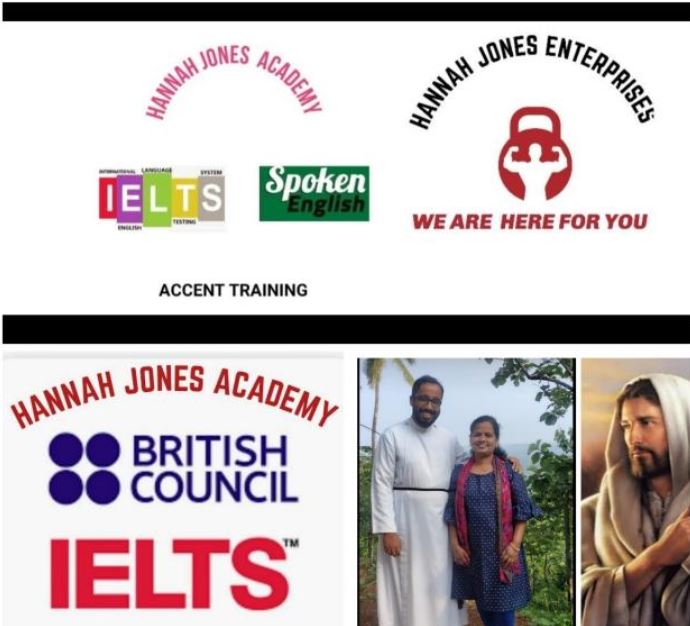 HANNAH JONES ACADEMY
INTERNATIONAL LANGUAGE SYSTEM
IELTS
ENGLISH TESTING
Spoken
English
ACCENT TRAINING
HANNAH JONES ENTERPRISES
WE ARE HERE FOR YOU
HANNAH JONES ACADEMY
BRITISH
COUNCIL
IELTS™